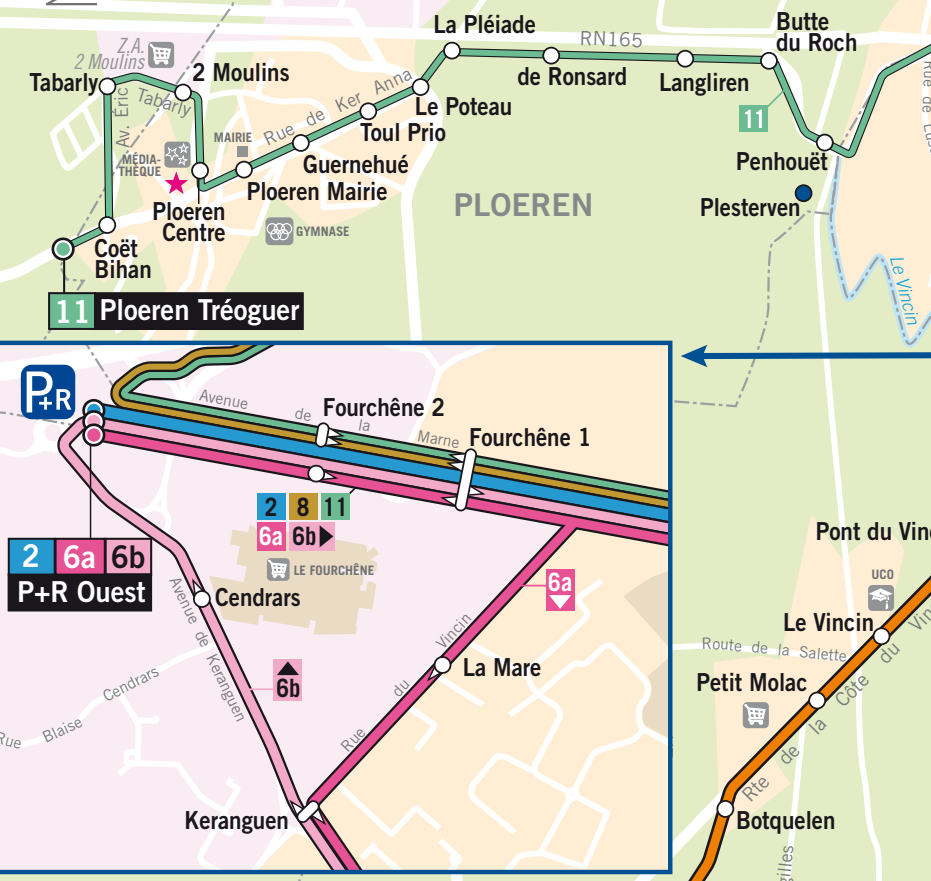 La Pléiade
RN165
Butte
du Roch
Z.A.
2 Moulins
Tabarly
2 Moulins
Tabarly
Av. Éric
de Ronsard
Langliren
Rue de Ker Anna
Le Poteau
Toul Prio
11
MAIRIE
MÉDIA-
THÈQUE
Guernehué
Ploeren Mairie
Penhouët
PLOEREN
Plesterven
Ploeren
Centre
GYMNASE
Coët
Bihan
Le Vincin
11 Ploeren Tréoguer
P+R
Avenue de la Marne
Fourchêne 2
Fourchêne 1
2 8 11
6a 6b
LE FOURCHÊNE
2 6a 6b
P+R Ouest
6a
Pont du Vin
UCO
Cendrars
Avenue de Keranguen
Le Vincin
Route de la Salette
Rue du Vincin
La Mare
6b
Petit Molac
Rue Blaise Cendrars
Rte de la Côte du Vin
Keranguen
Botquelen
gilles